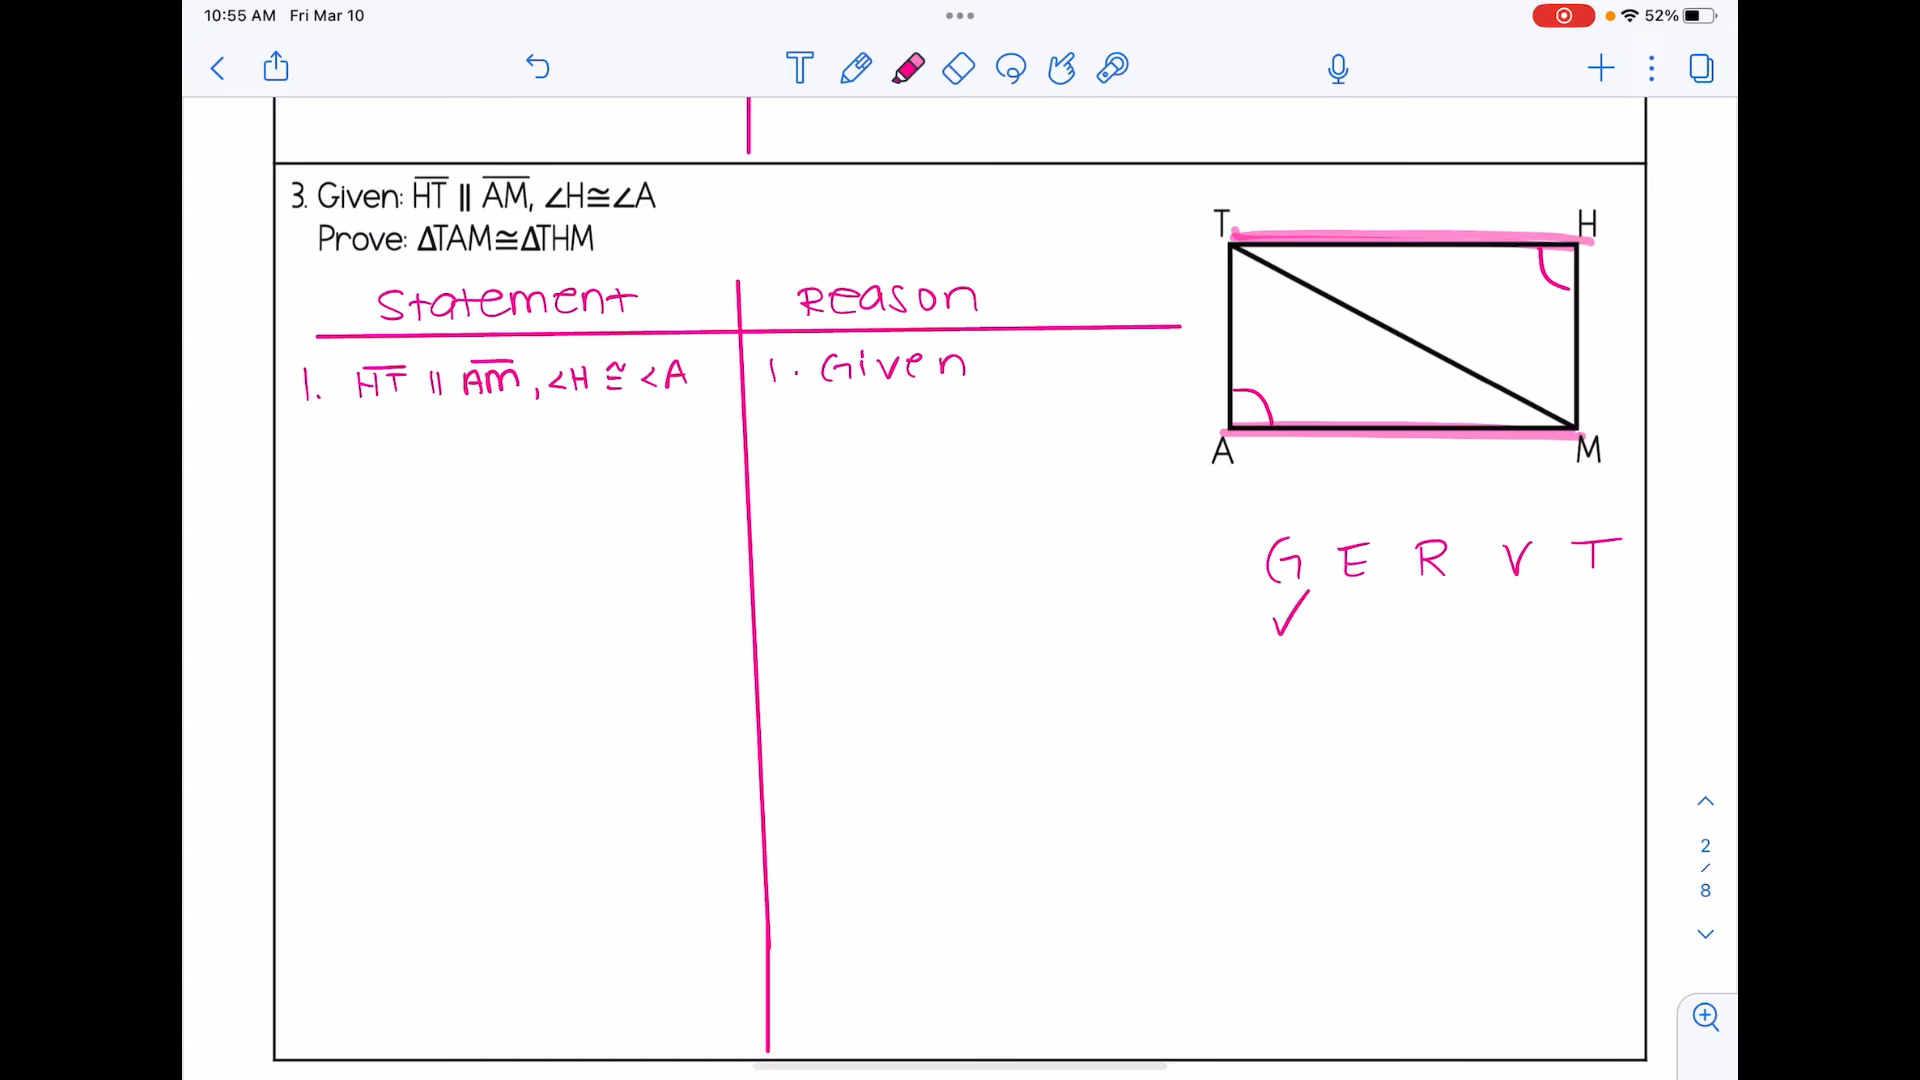 10:55 AM Fri Mar 10
52%
T
3. Given: HT ∥ AM, ∠H≅∠A
Prove: ΔTAM≅ΔTHM
Statement Reason
1. HT ∥ AM, <H ≅ <A 1. Given
T H
A M
G E R V T
✓
2
/
8